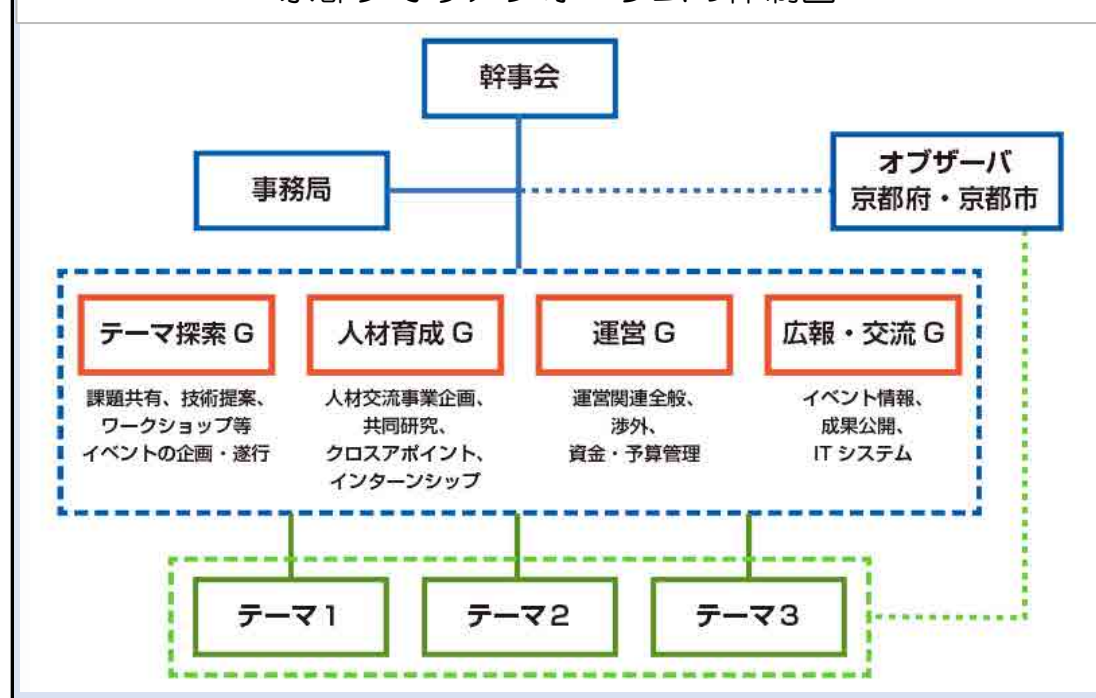 幹事会
事務局
オブザーバ
京都府・京都市
テーマ探索 G
課題共有、技術提案、
ワークショップ等
イベントの企画・遂行
人材育成 G
人材交流事業企画、
共同研究、
クロスアポイント、
インターンシップ
運営 G
運営関連全般、
渉外、
資金・予算管理
広報・交流 G
イベント情報、
成果公開、
IT システム
テーマ1
テーマ2
テーマ3